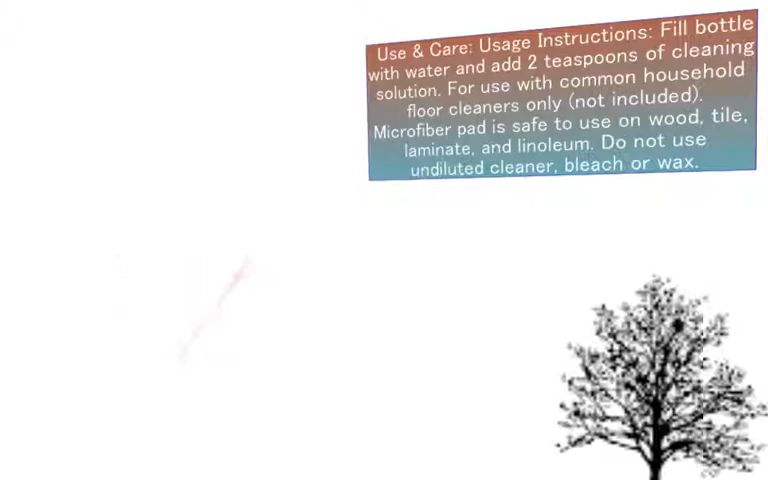 Use & Care: Usage Instructions: Fill bottle
with water and add 2 teaspoons of cleaning
solution. For use with common household
floor cleaners only (not included).
Microfiber pad is safe to use on wood, tile,
laminate, and linoleum. Do not use
undiluted cleaner, bleach or wax.